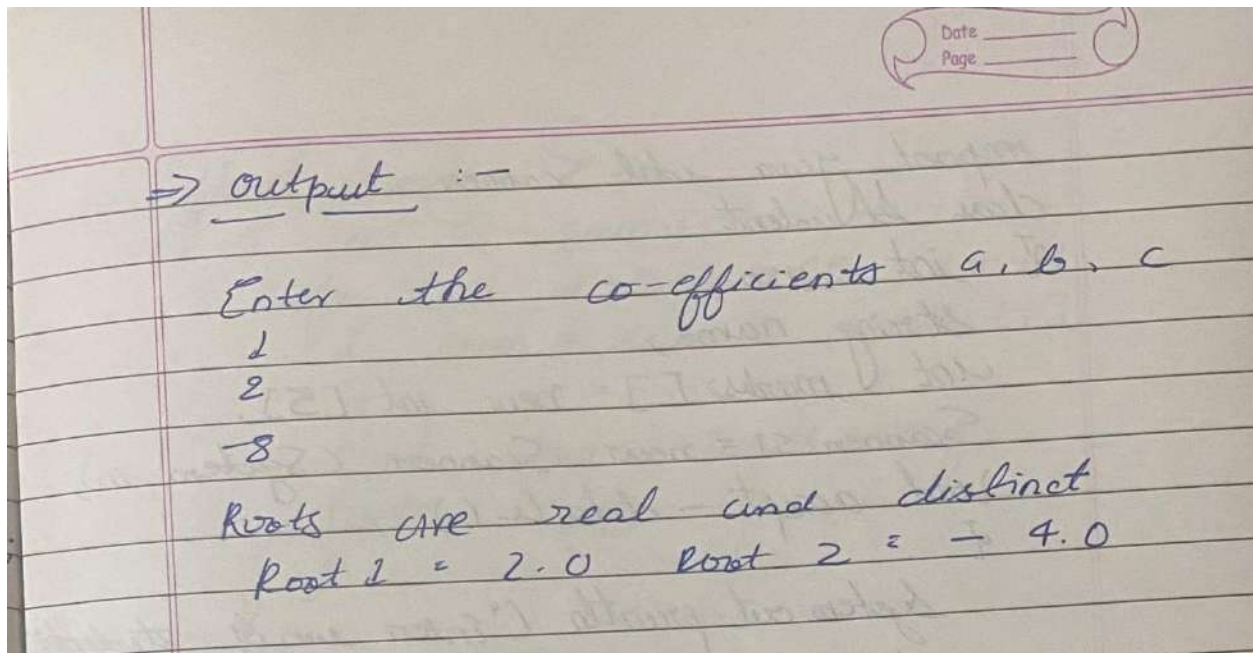 Date
Page
=> output :-
Enter the co-efficients a, b, c
1
2
-8
Roots are real and distinct
Root 1 = 2.0 Root 2 = - 4.0